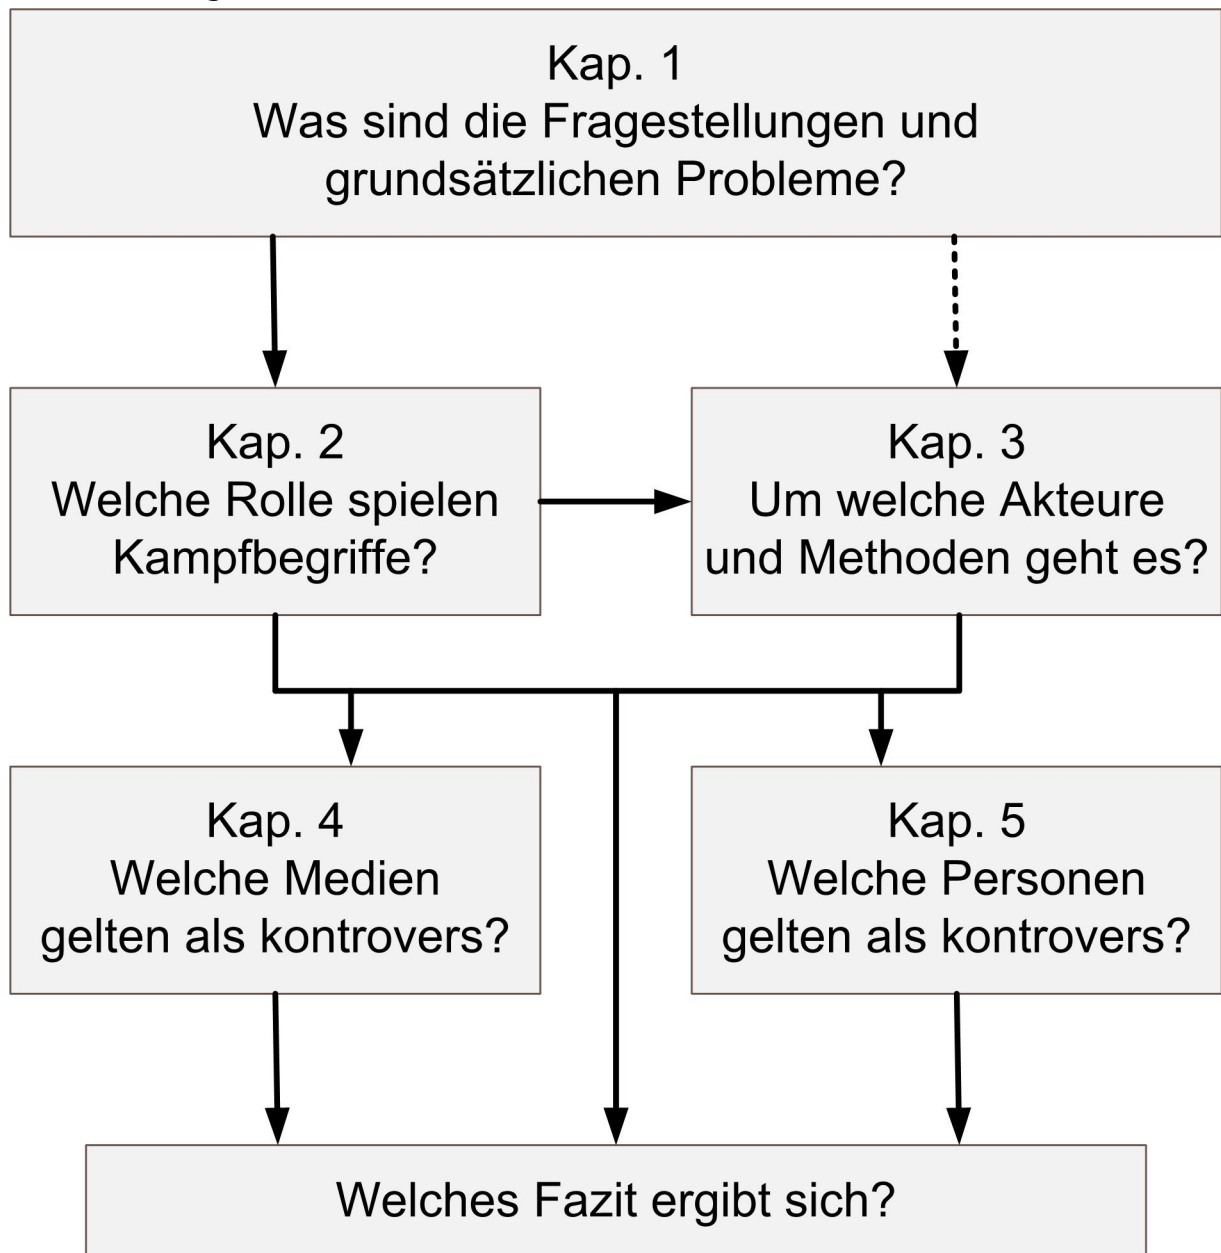 Kap. 1
Was sind die Fragestellungen und
grundsätzlichen Probleme?
Kap. 2
Welche Rolle spielen
Kampfbegriffe?
Kap. 3
Um welche Akteure
und Methoden geht es?
Kap. 4
Welche Medien
gelten als kontrovers?
Kap. 5
Welche Personen
gelten als kontrovers?
Welches Fazit ergibt sich?